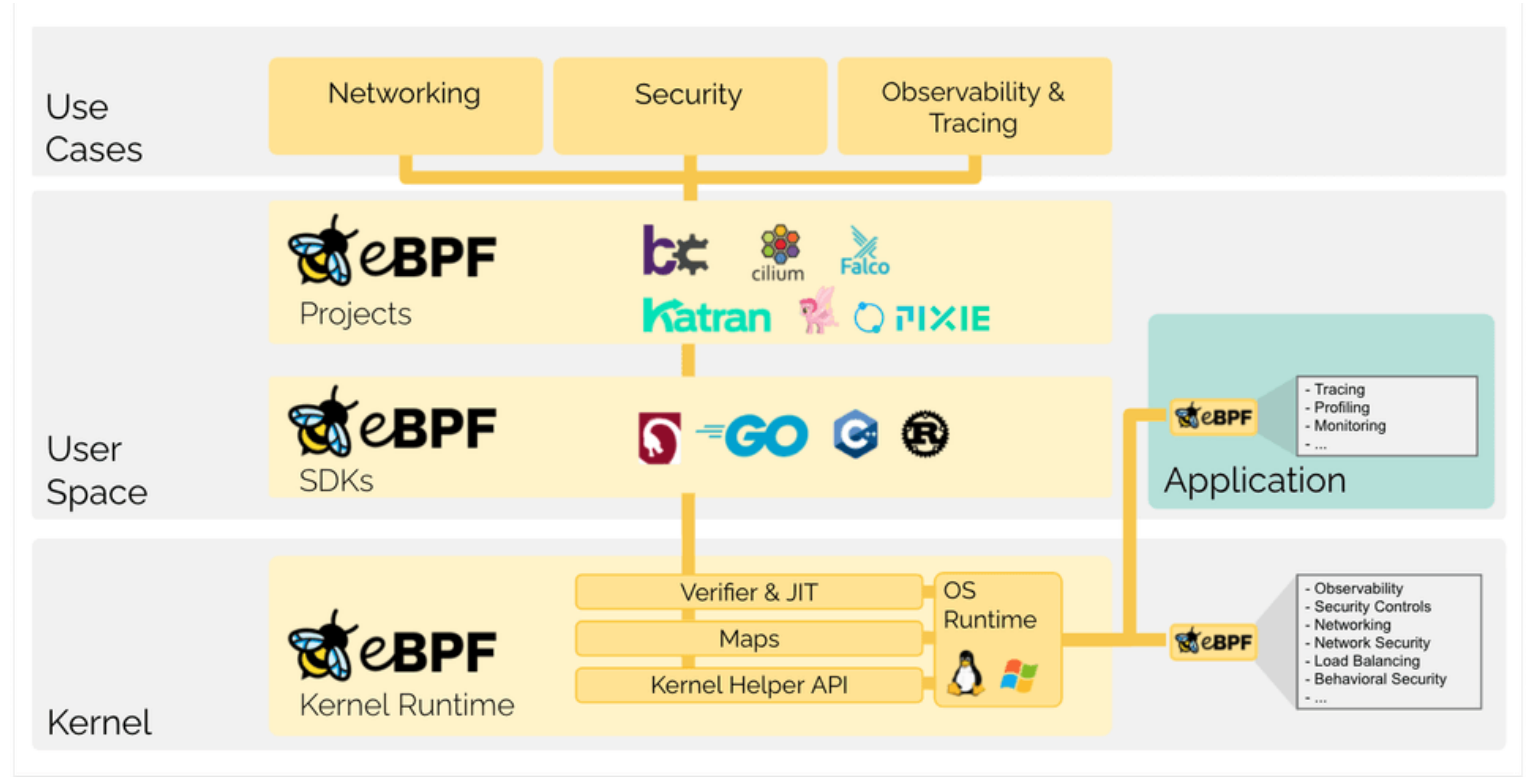 Use
Cases
Networking
Security
Observability &
Tracing
User
Space
eBPF
Projects
bc
cilium
Falco
Katran
PIXIE
eBPF
SDKs
GO
C++
R
eBPF
- Tracing
- Profiling
- Monitoring
- ...
Application
Kernel
eBPF
Kernel Runtime
Verifier & JIT
Maps
Kernel Helper API
OS
Runtime
eBPF
- Observability
- Security Controls
- Networking
- Network Security
- Load Balancing
- Behavioral Security
- ...